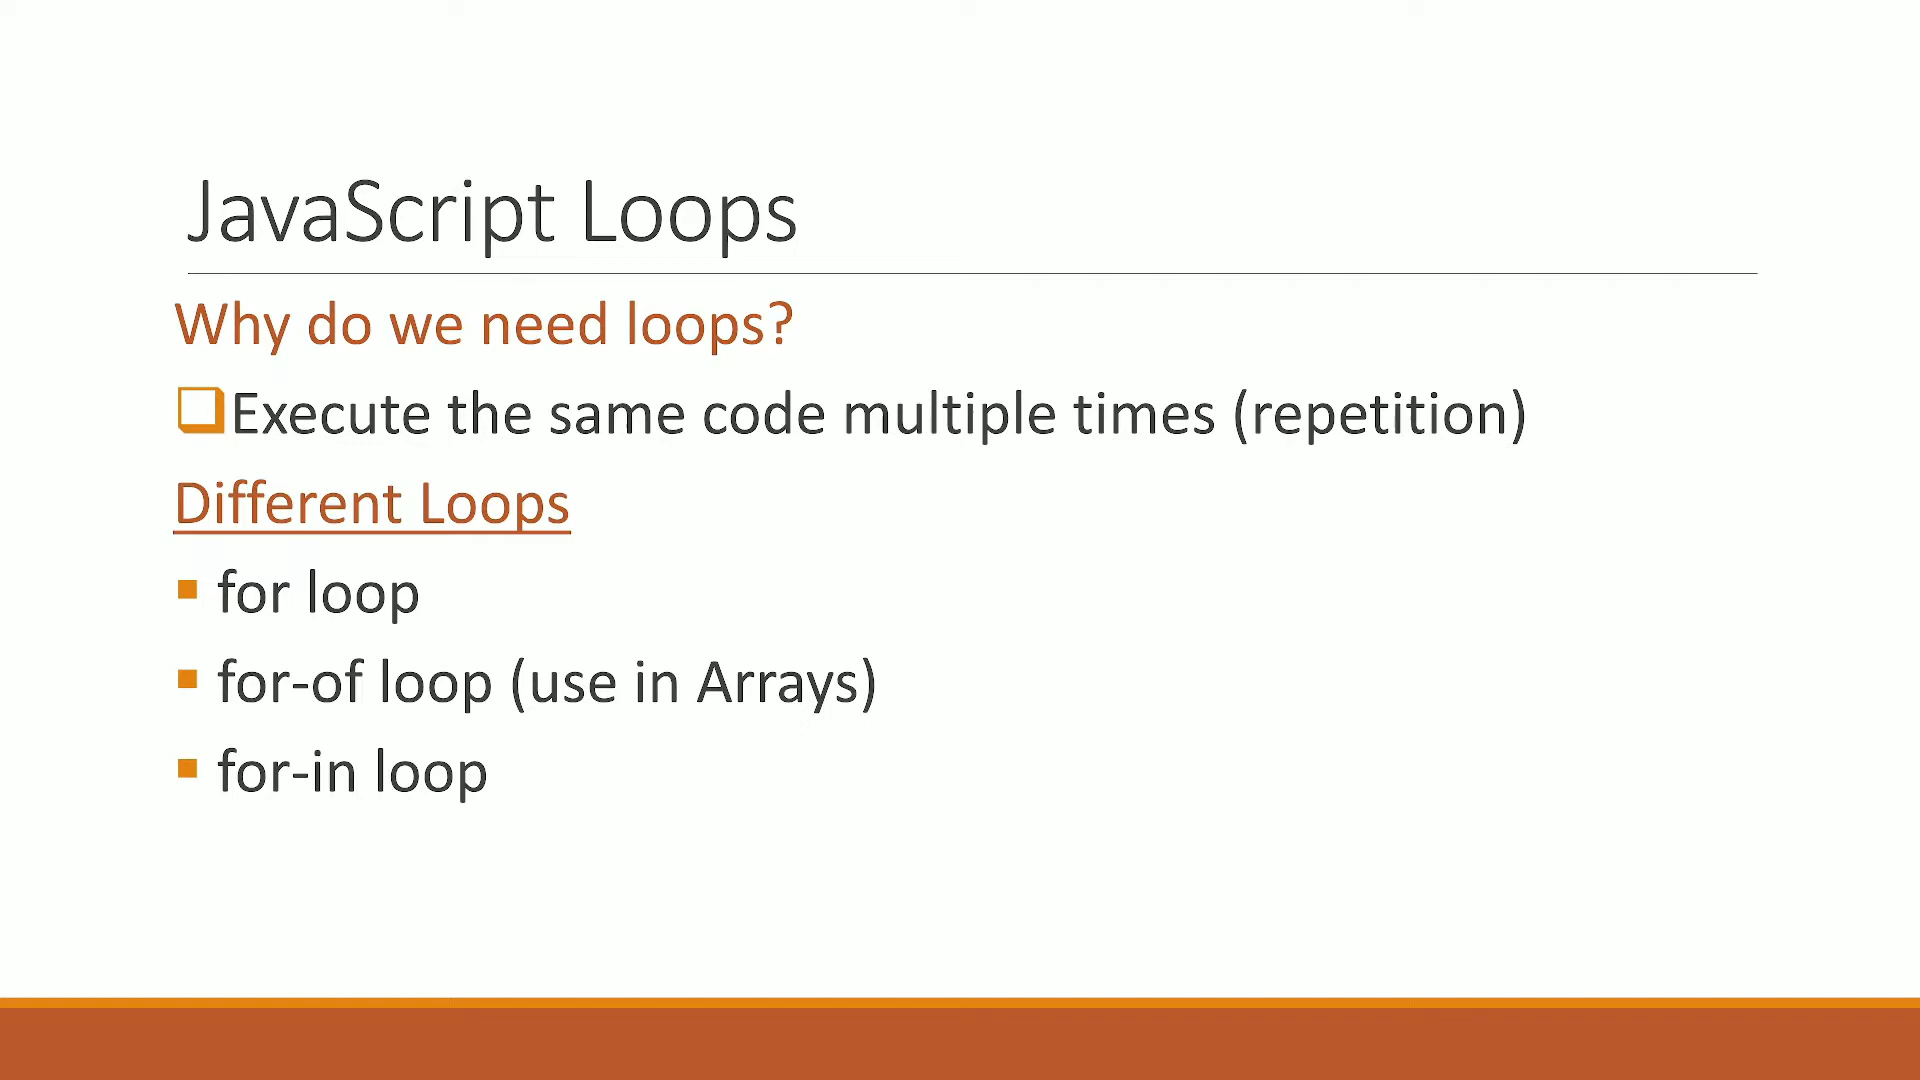 JavaScript Loops
Why do we need loops?
Execute the same code multiple times (repetition)
Different Loops
for loop
for-of loop (use in Arrays)
for-in loop